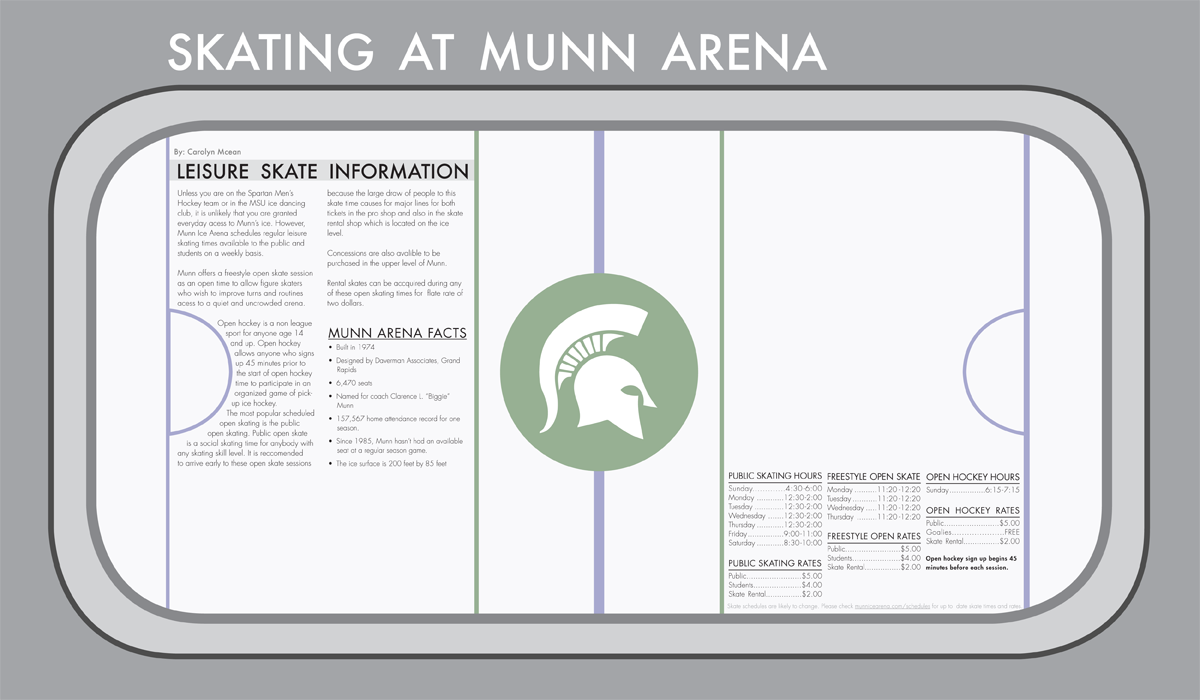 SKATING AT MUNN ARENA
By: Carolyn Mcean
LEISURE SKATE INFORMATION
Unless you are on the Spartan Men's
Hockey team or in the MSU ice dancing
club, it is unlikely that you are granted
everyday acess to Munn's ice. However,
Munn Ice Arena schedules regular leisure
skating times available to the public and
students on a weekly basis.
Munn offers a freestyle open skate session
as an open time to allow figure skaters
who wish to improve turns and routines
acess to a quiet and uncrowded arena.
Open hockey is a non league
sport for anyone age 14
and up. Open hockey
allows anyone who signs
up 45 minutes prior to
the start of open hockey
time to participate in an
organized game of pick-
up ice hockey.
The most popular scheduled
open skating is the public
open skating. Public open skate
is a social skating time for anybody with
any skating skill level. It is reccomended
to arrive early to these open skate sessions
because the large draw of people to this
skate time causes for major lines for both
tickets in the pro shop and also in the skate
rental shop which is located on the ice
level.
Concessions are also avalible to be
purchased in the upper level of Munn.
Rental skates can be accquired during any
of these open skating times for flate rate of
two dollars.
MUNN ARENA FACTS
• Built in 1974
• Designed by Daverman Associates, Grand
Rapids
• 6,470 seats
• Named for coach Clarence L. "Biggie"
Munn
• 157,567 home attendance record for one
season.
• Since 1985, Munn hasn't had an available
seat at a regular season game.
• The ice surface is 200 feet by 85 feet
PUBLIC SKATING HOURS
Sunday...............4:30-6:00
Monday ............12:30-2:00
Tuesday ............12:30-2:00
Wednesday .......12:30-2:00
Thursday ...........12:30-2:00
Friday................9:00-11:00
Saturday ...........8:30-10:00
PUBLIC SKATING RATES
Public.......................$5.00
Students...................$4.00
Skate Rental.............$2.00
FREESTYLE OPEN SKATE
Monday ..........11:20-12:20
Tuesday ..........11:20-12:20
Wednesday .....11:20-12:20
Thursday .........11:20-12:20
FREESTYLE OPEN RATES
Public.......................$5.00
Students...................$4.00
Skate Rental.............$2.00
OPEN HOCKEY HOURS
Sunday................6:15-7:15
OPEN HOCKEY RATES
Public.......................$5.00
Goalies......................FREE
Skate Rental.............$2.00
Open hockey sign up begins 45
minutes before each session.
Skate schedules are likely to change. Please check munnicearena.com/schedules for up to date skate times and rates